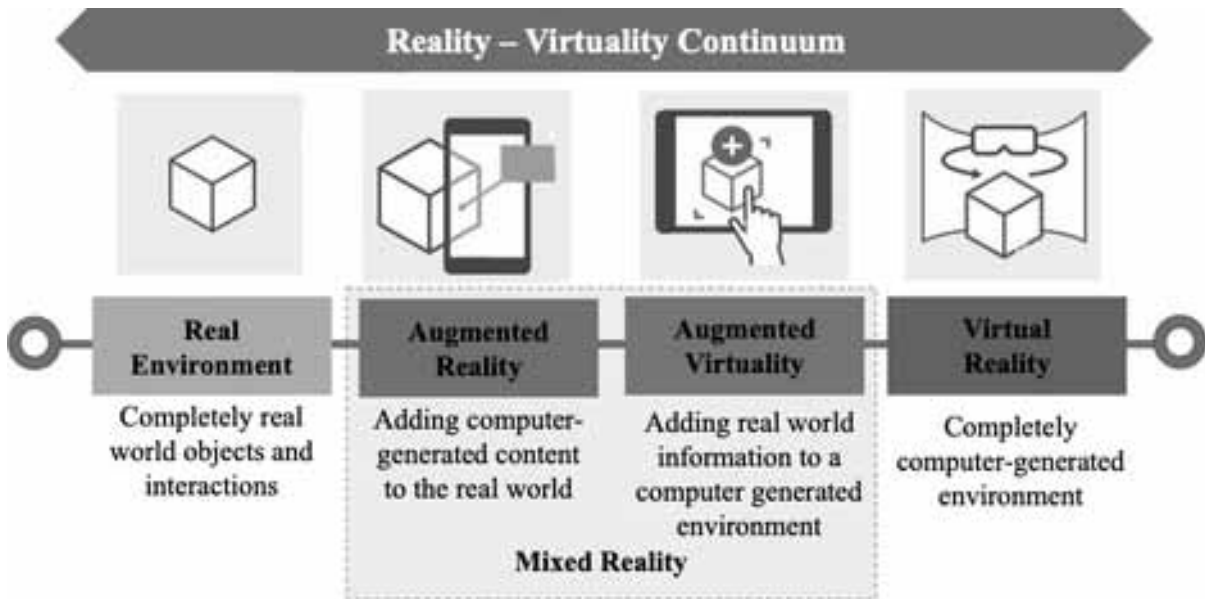 Reality – Virtuality Continuum
Real
Environment
Completely real
world objects and
interactions
Augmented
Reality
Adding computer-
generated content
to the real world
Augmented
Virtuality
Adding real world
information to a
computer generated
environment
Mixed Reality
Virtual
Reality
Completely
computer-generated
environment